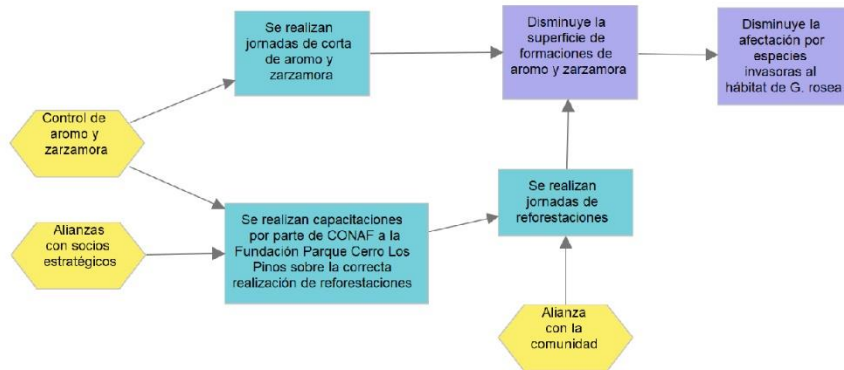 Se realizan
jornadas de corta
de aromo y
zarzamora
Disminuye la
superficie de
formaciones de
aromo y zarzamora
Disminuye la
afectación por
especies
invasoras al
hábitat de G. rosea
Control de
aromo y
zarzamora
Alianzas
con socios
estratégicos
Se realizan capacitaciones
por parte de CONAF a la
Fundación Parque Cerro Los
Pinos sobre la correcta
realización de reforestaciones
Se realizan
jornadas de
reforestaciones
Alianza
con la
comunidad